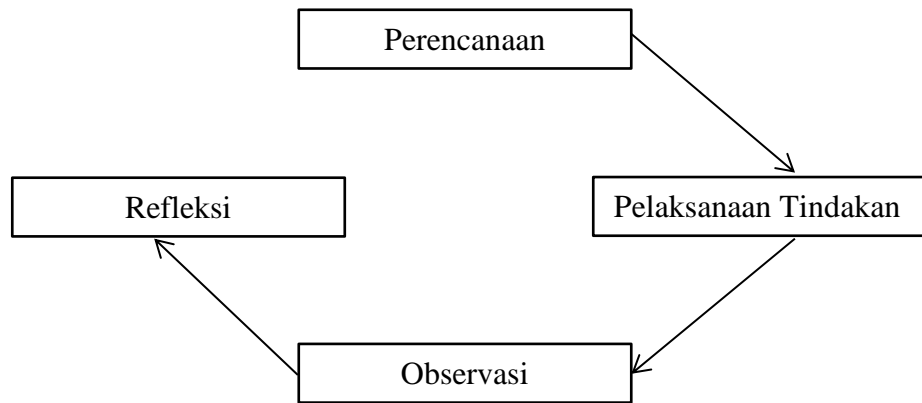 Perencanaan
Refleksi
Pelaksanaan Tindakan
Observasi